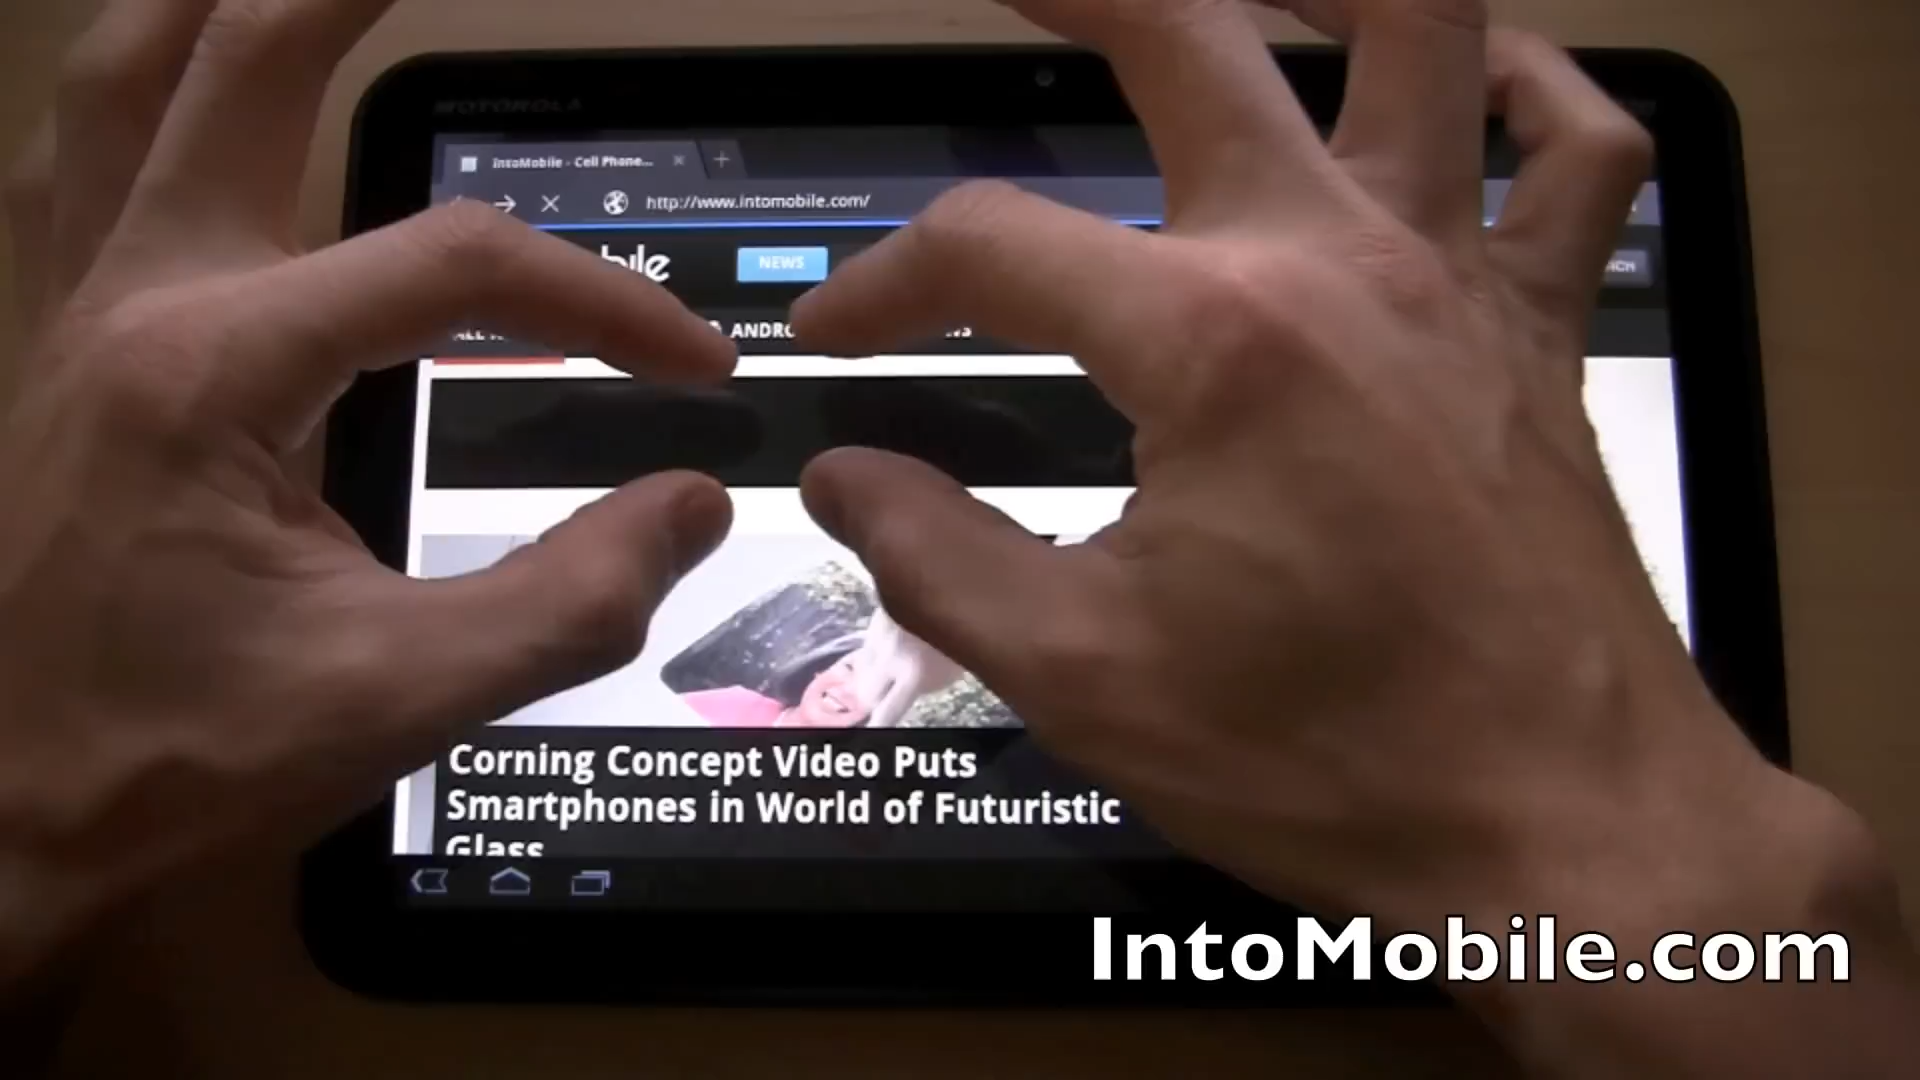 MOTOROLA
IntoMobile - Cell Phone...
http://www.intomobile.com/
bile
NEWS
ANDRO
Corning Concept Video Puts
Smartphones in World of Futuristic
Glass
IntoMobile.com